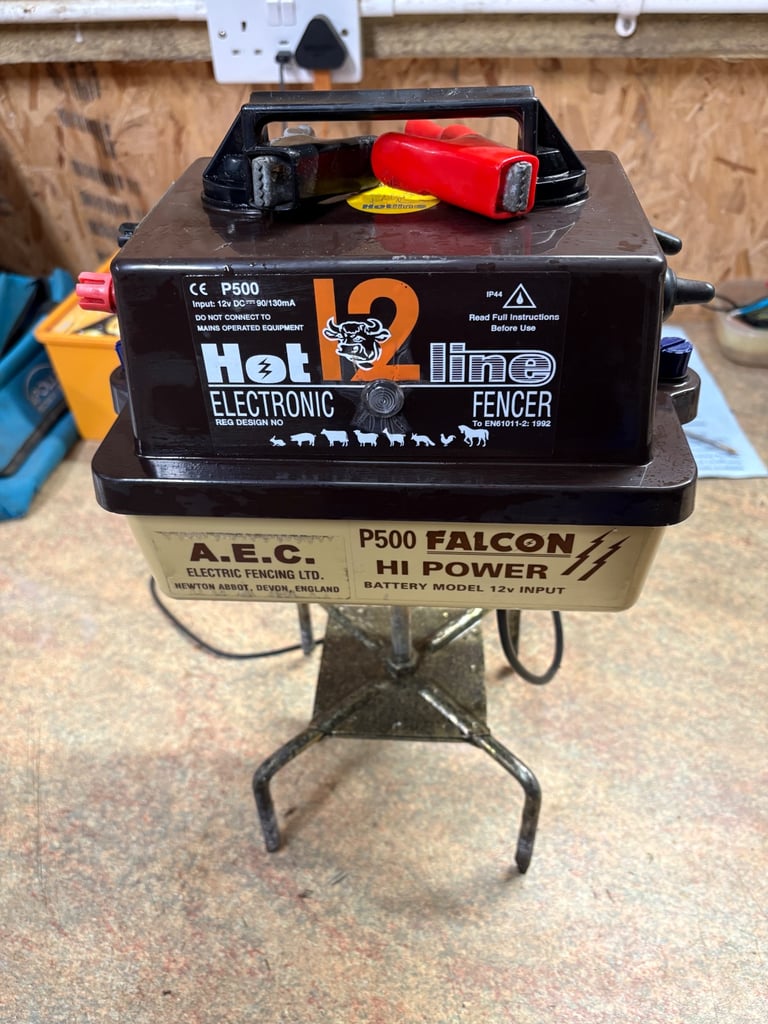 Hotline
CE P500
Input: 12v DC⎓ 90/130mA
DO NOT CONNECT TO
MAINS OPERATED EQUIPMENT
12
IP44
Read Full Instructions
Before Use
Hot line
ELECTRONIC FENCER
REG DESIGN NO
To EN61011-2: 1992
A.E.C.
ELECTRIC FENCING LTD.
NEWTON ABBOT, DEVON, ENGLAND
P500 FALCON
HI POWER
BATTERY MODEL 12v INPUT